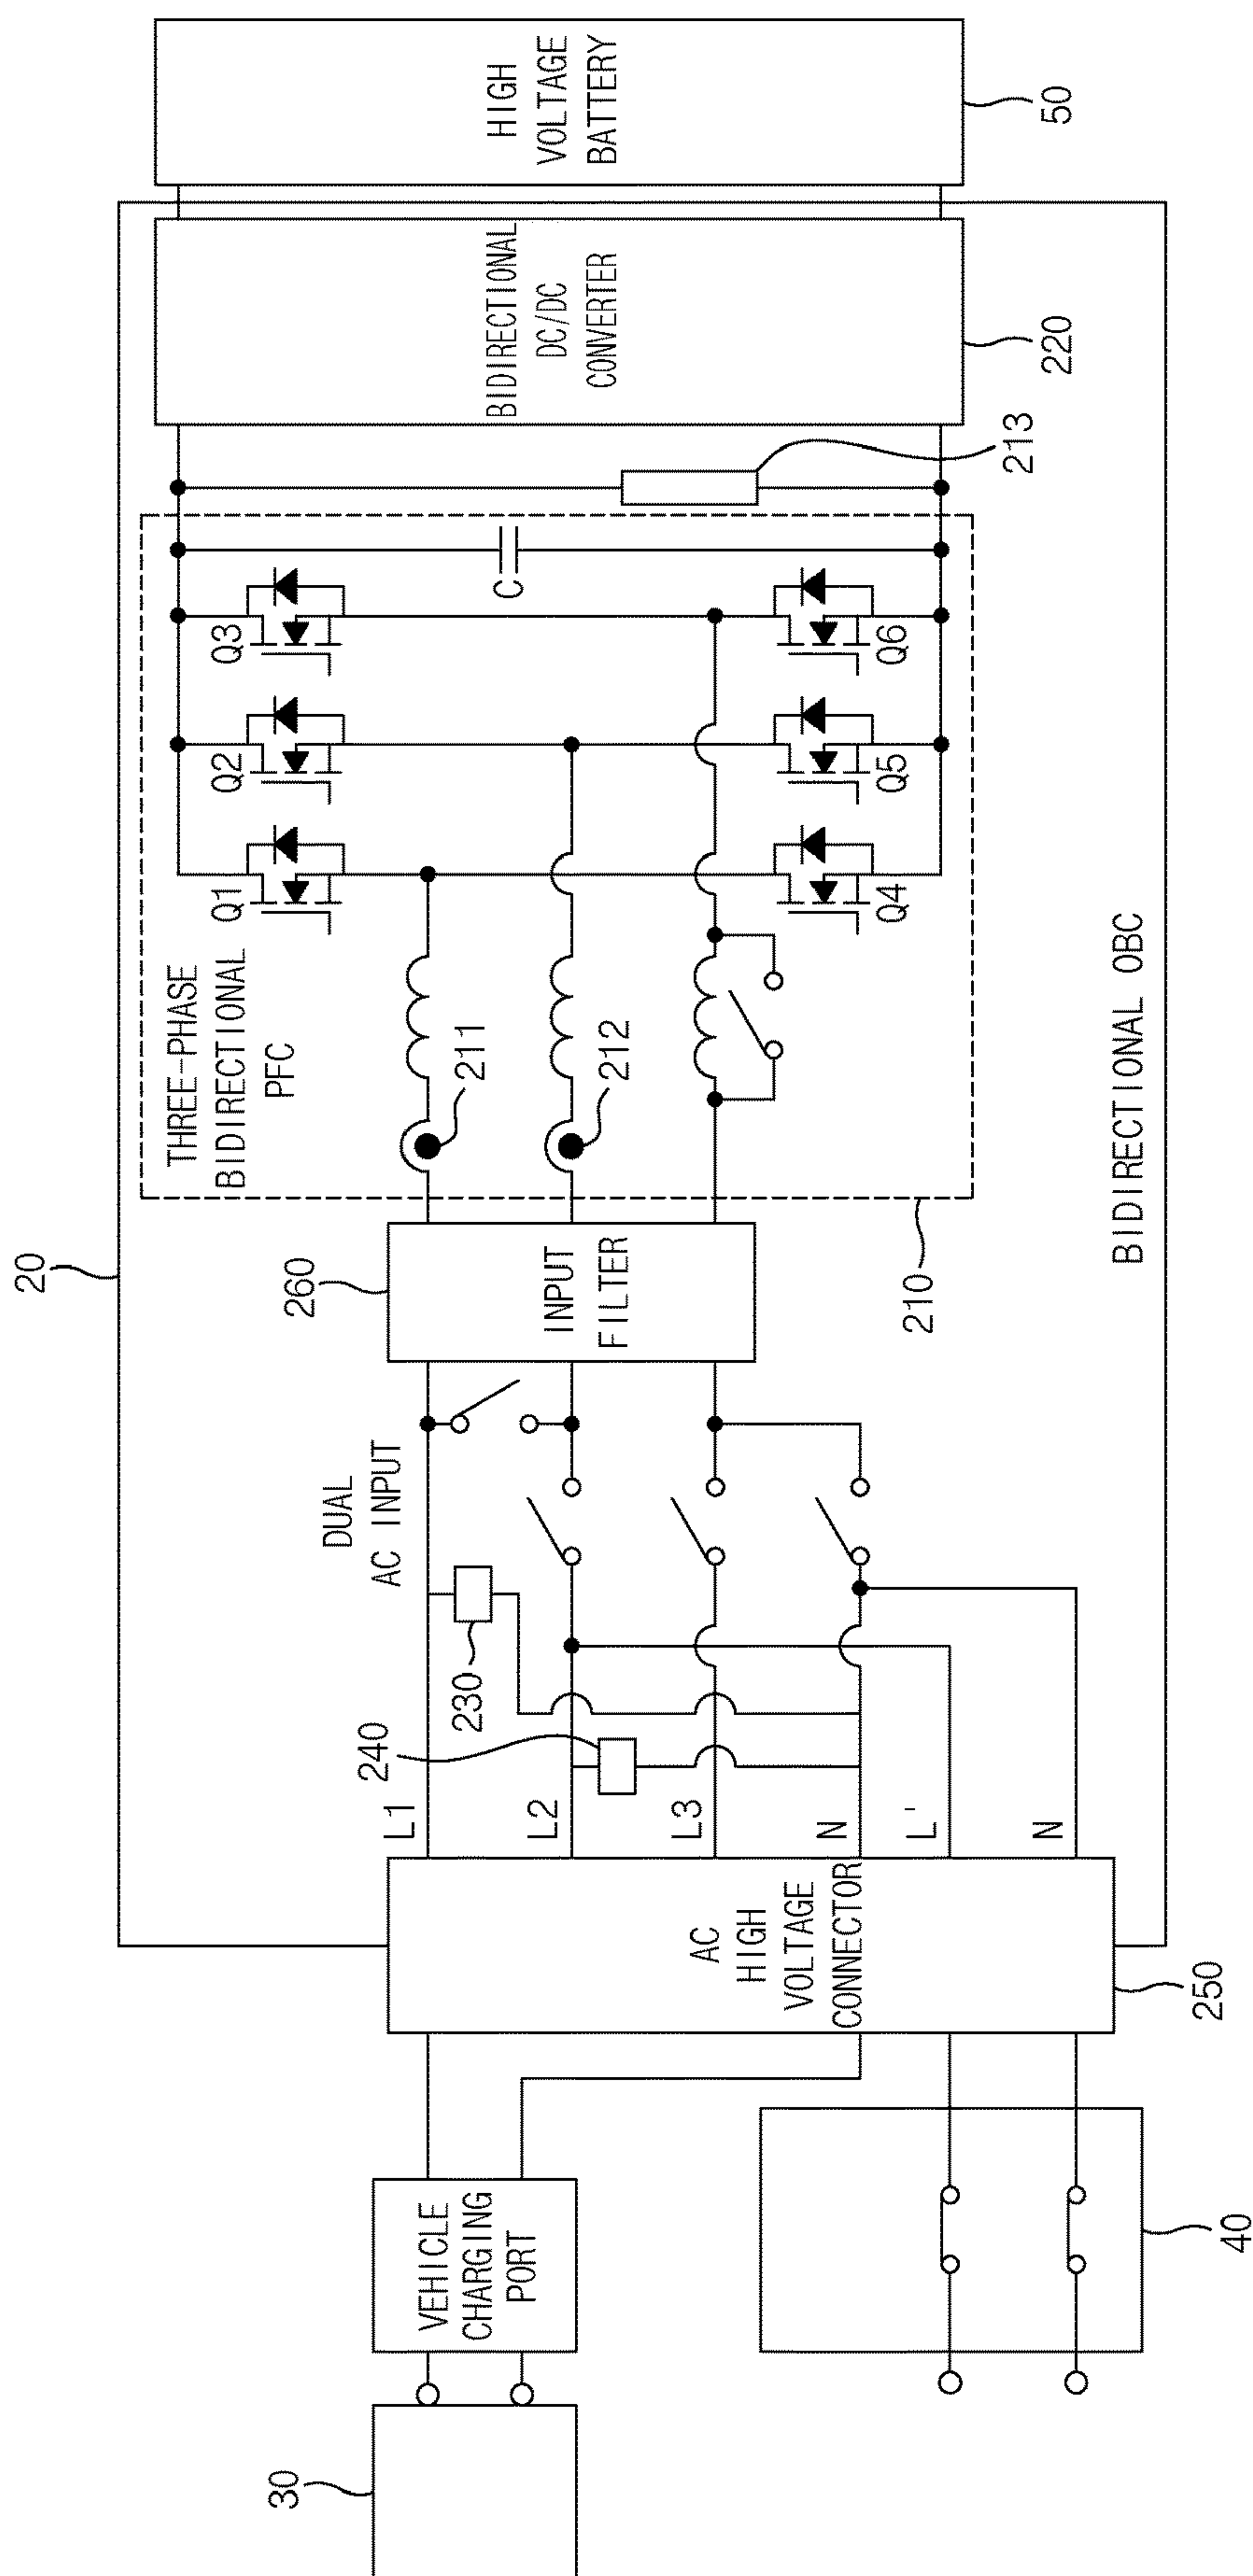 20
THREE-PHASE
BIDIRECTIONAL
PFC
Q1
Q2
Q3
C
Q4
Q5
Q6
211
212
213
210
HIGH
VOLTAGE
BATTERY
50
BIDIRECTIONAL
DC/DC
CONVERTER
220
260
INPUT
FILTER
DUAL
AC INPUT
230
240
L1
L2
L3
N
L'
N
AC
HIGH
VOLTAGE
CONNECTOR
250
BIDIRECTIONAL OBC
VEHICLE
CHARGING
PORT
30
40